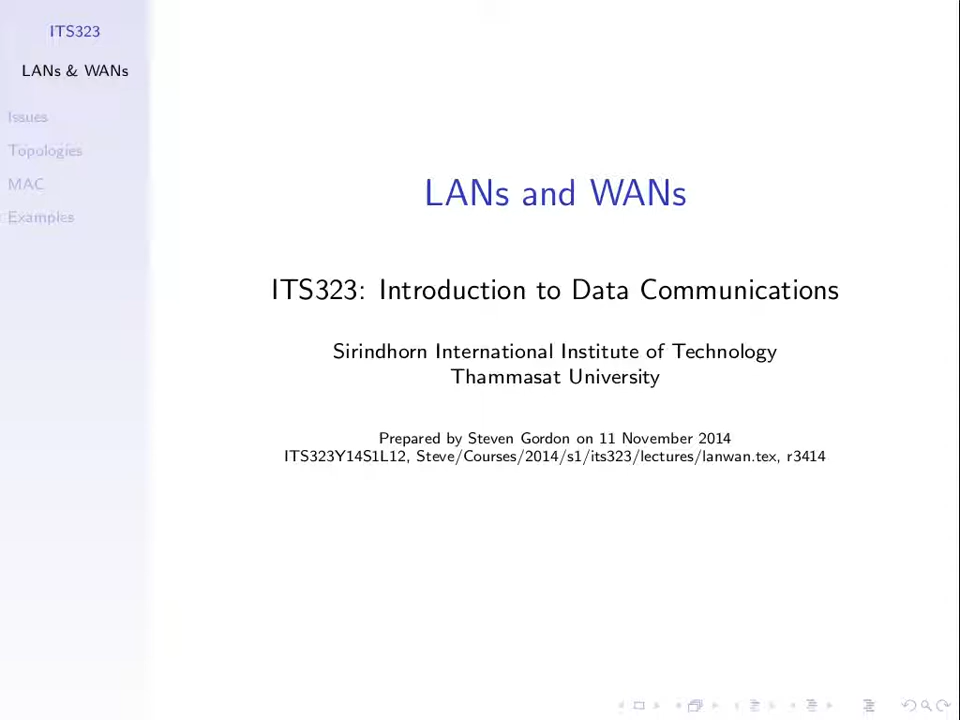 ITS323
LANs & WANs
Issues
Topologies
MAC
Examples
LANs and WANs
ITS323: Introduction to Data Communications
Sirindhorn International Institute of Technology
Thammasat University
Prepared by Steven Gordon on 11 November 2014
ITS323Y14S1L12, Steve/Courses/2014/s1/its323/lectures/lanwan.tex, r3414